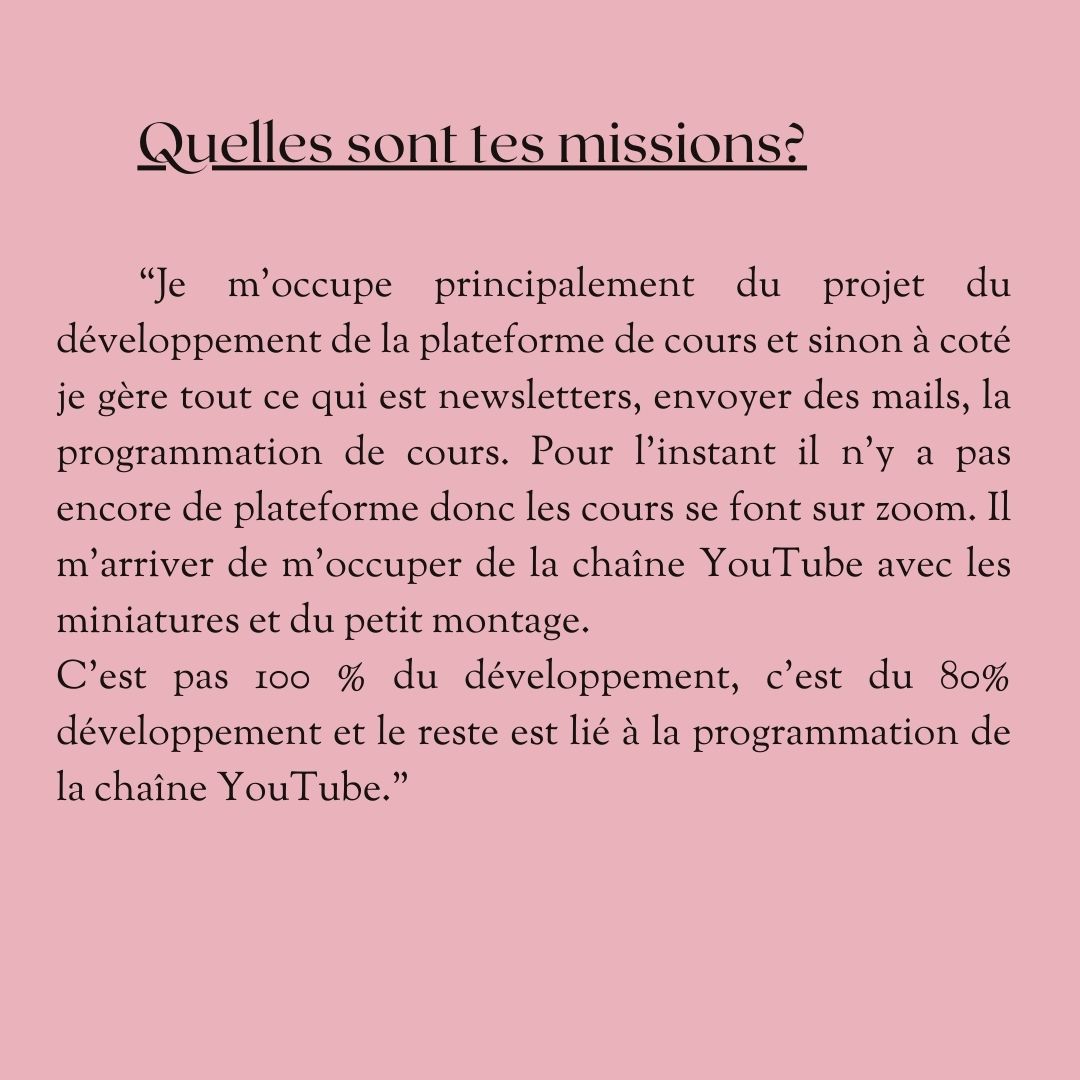 Quelles sont tes missions?
“Je m’occupe principalement du projet du
développement de la plateforme de cours et sinon à coté
je gère tout ce qui est newsletters, envoyer des mails, la
programmation de cours. Pour l’instant il n’y a pas
encore de plateforme donc les cours se font sur zoom. Il
m’arriver de m’occuper de la chaîne YouTube avec les
miniatures et du petit montage.
C’est pas 100 % du développement, c’est du 80%
développement et le reste est lié à la programmation de
la chaîne YouTube.”